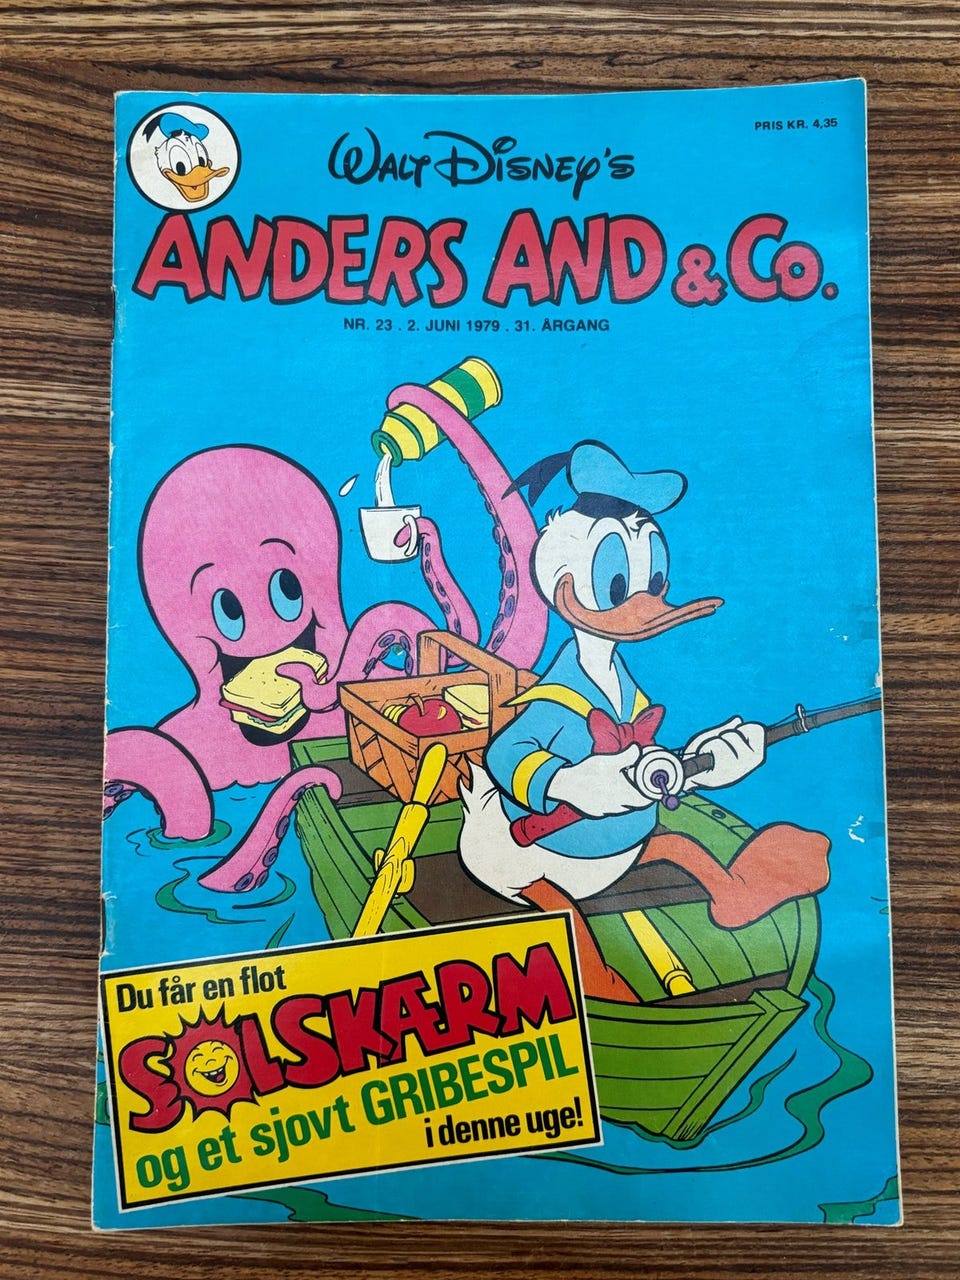 PRIS KR. 4,35
WALT DISNEY'S
ANDERS AND & Co.
NR. 23 . 2. JUNI 1979 . 31. ÅRGANG
Du får en flot
SOLSKÆRM
og et sjovt GRIBESPIL
i denne uge!